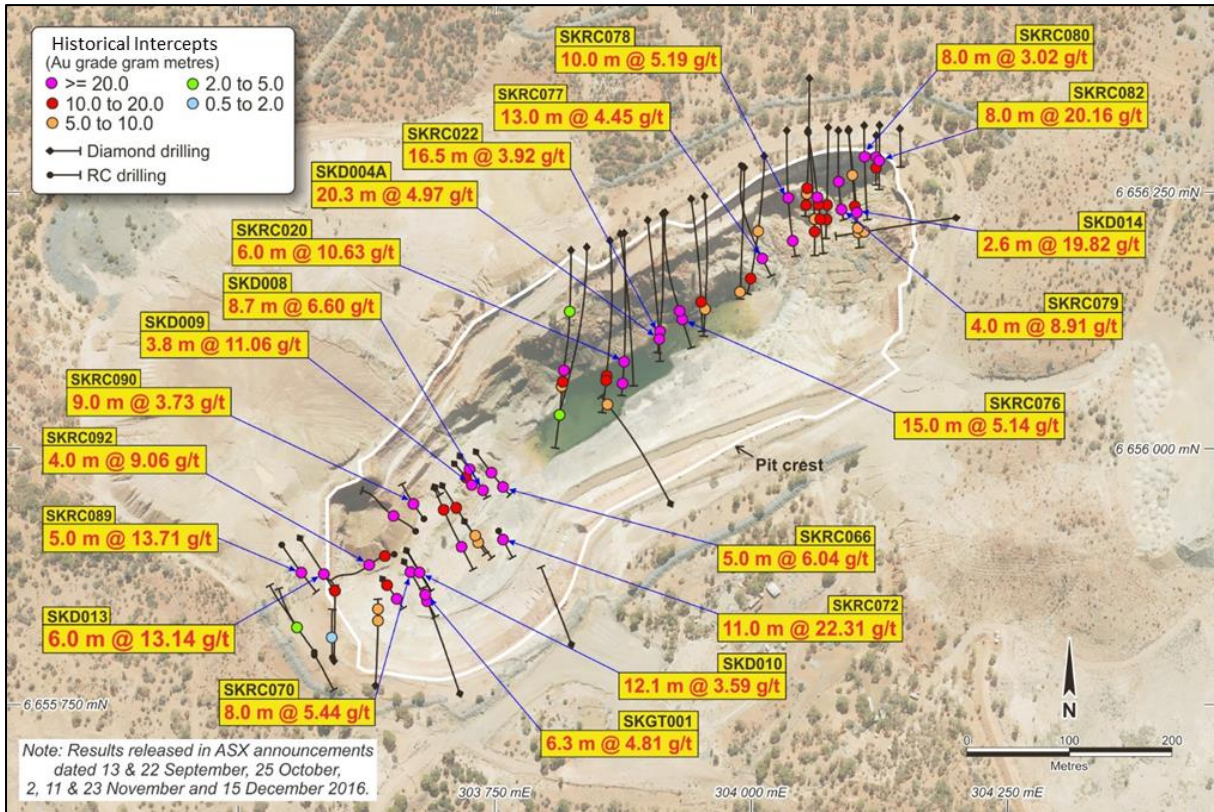 Historical Intercepts
(Au grade gram metres)
>= 20.0
10.0 to 20.0
5.0 to 10.0
2.0 to 5.0
0.5 to 2.0
Diamond drilling
RC drilling
SKRC078
10.0 m @ 5.19 g/t
SKRC080
8.0 m @ 3.02 g/t
SKRC077
13.0 m @ 4.45 g/t
SKRC082
8.0 m @ 20.16 g/t
SKRC022
16.5 m @ 3.92 g/t
SKD004A
20.3 m @ 4.97 g/t
6 656 250 mN
SKRC020
6.0 m @ 10.63 g/t
SKD014
2.6 m @ 19.82 g/t
SKD008
8.7 m @ 6.60 g/t
SKRC079
4.0 m @ 8.91 g/t
SKD009
3.8 m @ 11.06 g/t
SKRC090
9.0 m @ 3.73 g/t
SKRC076
15.0 m @ 5.14 g/t
SKRC092
4.0 m @ 9.06 g/t
6 656 000 mN
Pit crest
SKRC089
5.0 m @ 13.71 g/t
SKRC066
5.0 m @ 6.04 g/t
SKD013
6.0 m @ 13.14 g/t
SKRC072
11.0 m @ 22.31 g/t
SKD010
12.1 m @ 3.59 g/t
SKRC070
8.0 m @ 5.44 g/t
SKGT001
6.3 m @ 4.81 g/t
N
6 655 750 mN
0 100 200
Metres
Note: Results released in ASX announcements
dated 13 & 22 September, 25 October,
2, 11 & 23 November and 15 December 2016.
303 750 mE
304 000 mE
304 250 mE